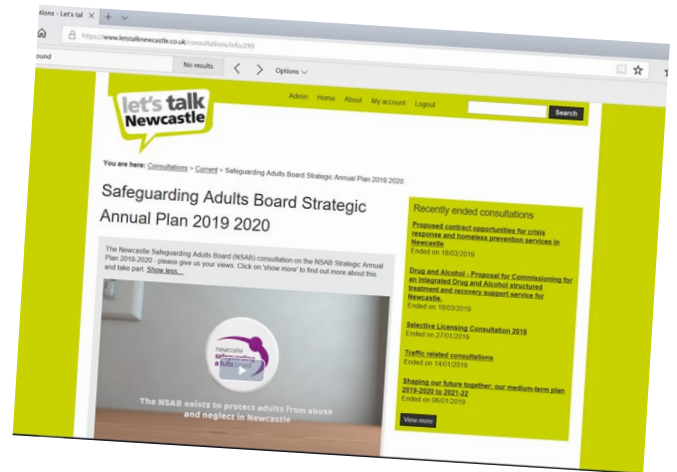 tions - Let's tal
https://www.letstalknewcastle.co.uk/consultations/info/299
ound
No results
Options
let's talk
Newcastle
Admin Home About My account Logout
Search
You are here: Consultations > Current > Safeguarding Adults Board Strategic Annual Plan 2019 2020
Safeguarding Adults Board Strategic
Annual Plan 2019 2020
The Newcastle Safeguarding Adults Board (NSAB) consultation on the NSAB Strategic Annual
Plan 2019-2020 - please give us your views. Click on 'show more' to find out more about this
and take part. Show less...
newcastle
safeguarding
adults board
The NSAB exists to protect adults from abuse
and neglect in Newcastle
Recently ended consultations
Proposed contract opportunities for crisis
response and homeless prevention services in
Newcastle
Ended on 18/03/2019
Drug and Alcohol - Proposal for Commissioning for
an Integrated Drug and Alcohol structured
treatment and recovery support service for
Newcastle.
Ended on 18/03/2019
Selective Licensing Consultation 2018
Ended on 27/01/2019
Traffic related consultations
Ended on 14/01/2019
Shaping our future together: our medium-term plan
2019-2020 to 2021-22
Ended on 06/01/2019
View more